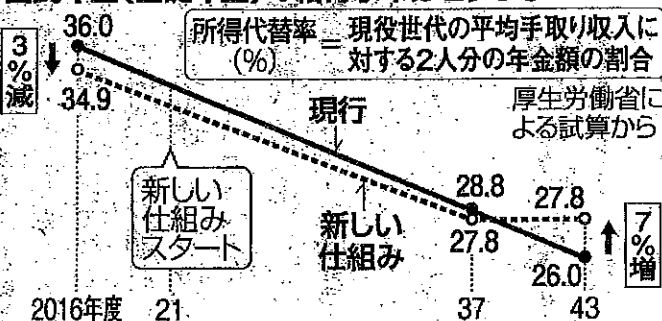 所得代替率
(%)
=
現役世代の平均手取り収入に
対する2人分の年金額の割合
36.0
3%減
34.9
厚生労働省に
よる試算から
現行
新しい
仕組み
スタート
新しい
仕組み
28.8
27.8
27.8
7%増
26.0
2016年度
21
37
43